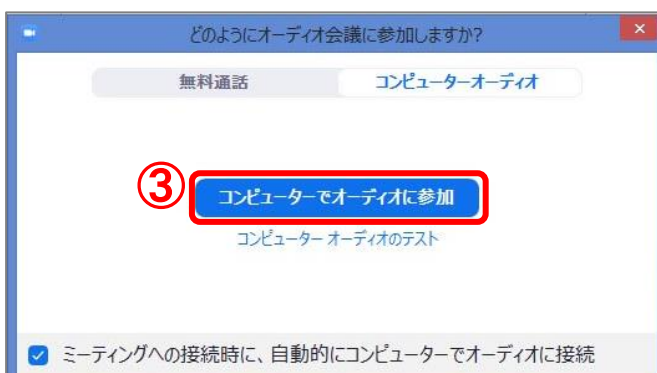 どのようにオーディオ会議に参加しますか?
無料通話
コンピューターオーディオ
③
コンピューターでオーディオに参加
コンピューター オーディオのテスト
ミーティングへの接続時に、自動的にコンピューターでオーディオに接続